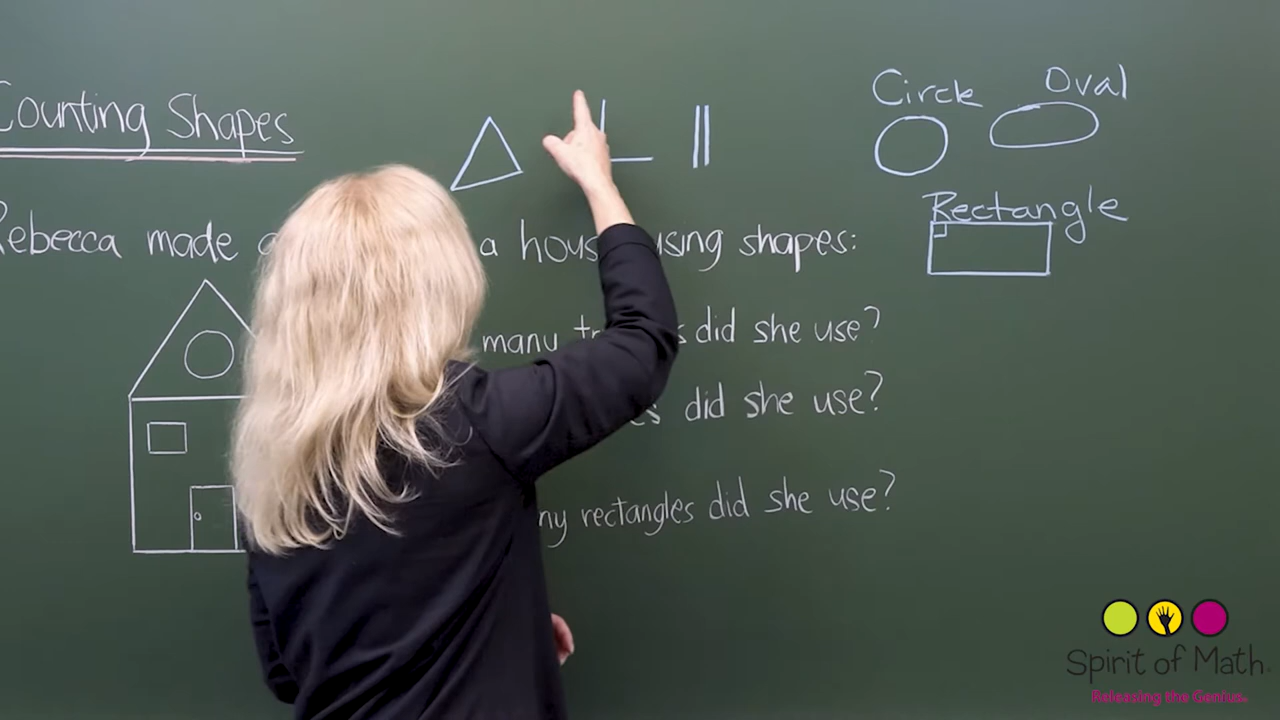 Counting Shapes
Circle Oval
Rectangle
Rebecca made a house using shapes:
many did she use?
did she use?
rectangles did she use?
Spirit of Math
Releasing the Genius.